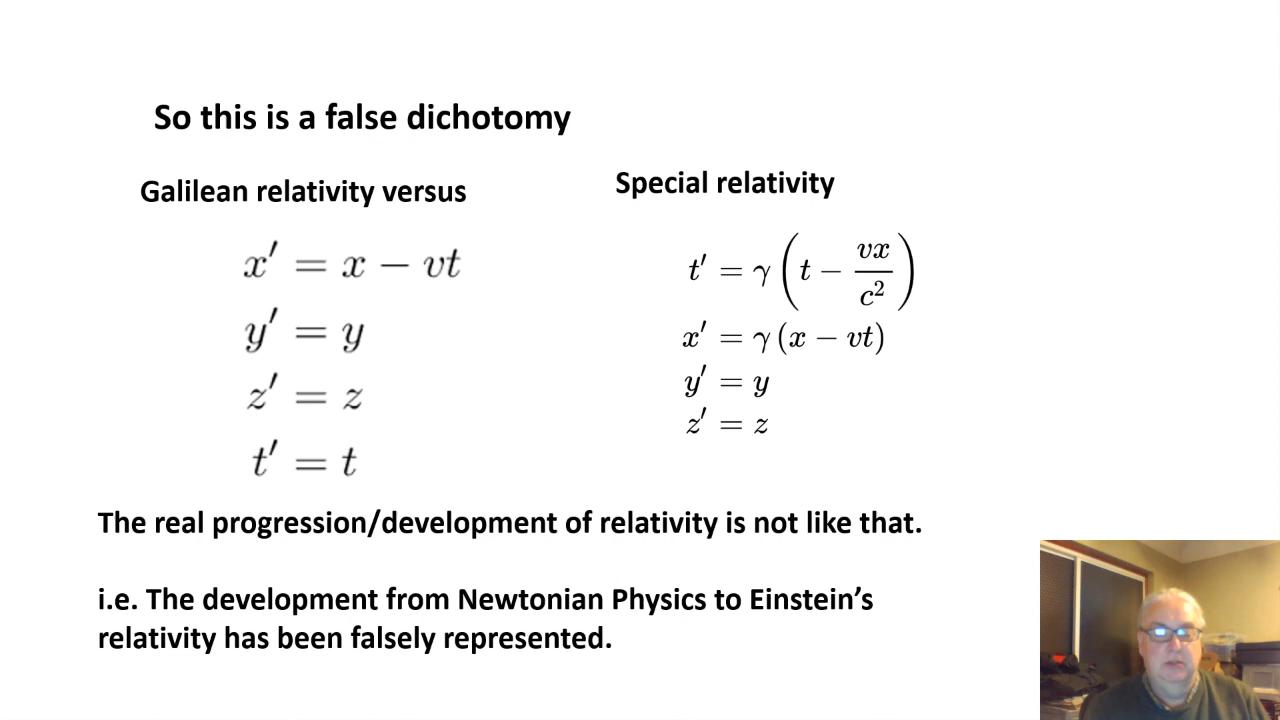 So this is a false dichotomy
Galilean relativity versus
x′ = x − vt
y′ = y
z′ = z
t′ = t
Special relativity
t′ = γ(t − vx/c²)
x′ = γ(x − vt)
y′ = y
z′ = z
The real progression/development of relativity is not like that.
i.e. The development from Newtonian Physics to Einstein’s
relativity has been falsely represented.